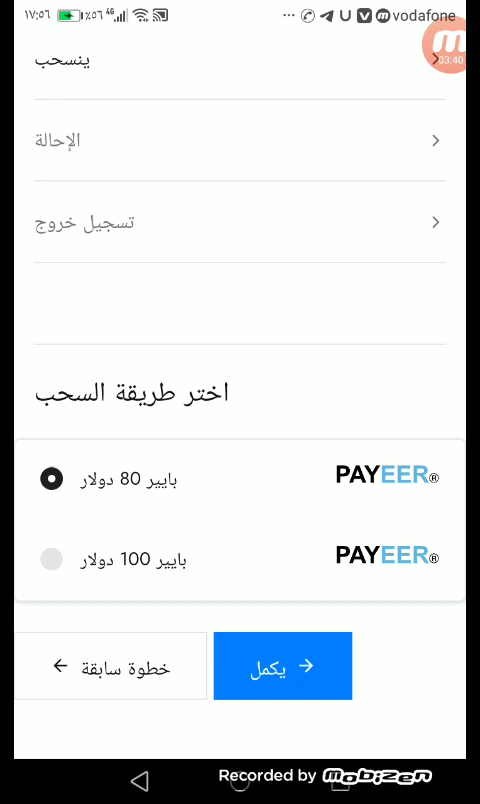 ١٧:٥٦ ٪٥٦ 4G ... vodafone
ينسحب
03:40
الإحالة
تسجيل خروج
اختر طريقة السحب
بايير 80 دولار PAYEER®
بايير 100 دولار PAYEER®
خطوة سابقة يكمل
Recorded by mobizen